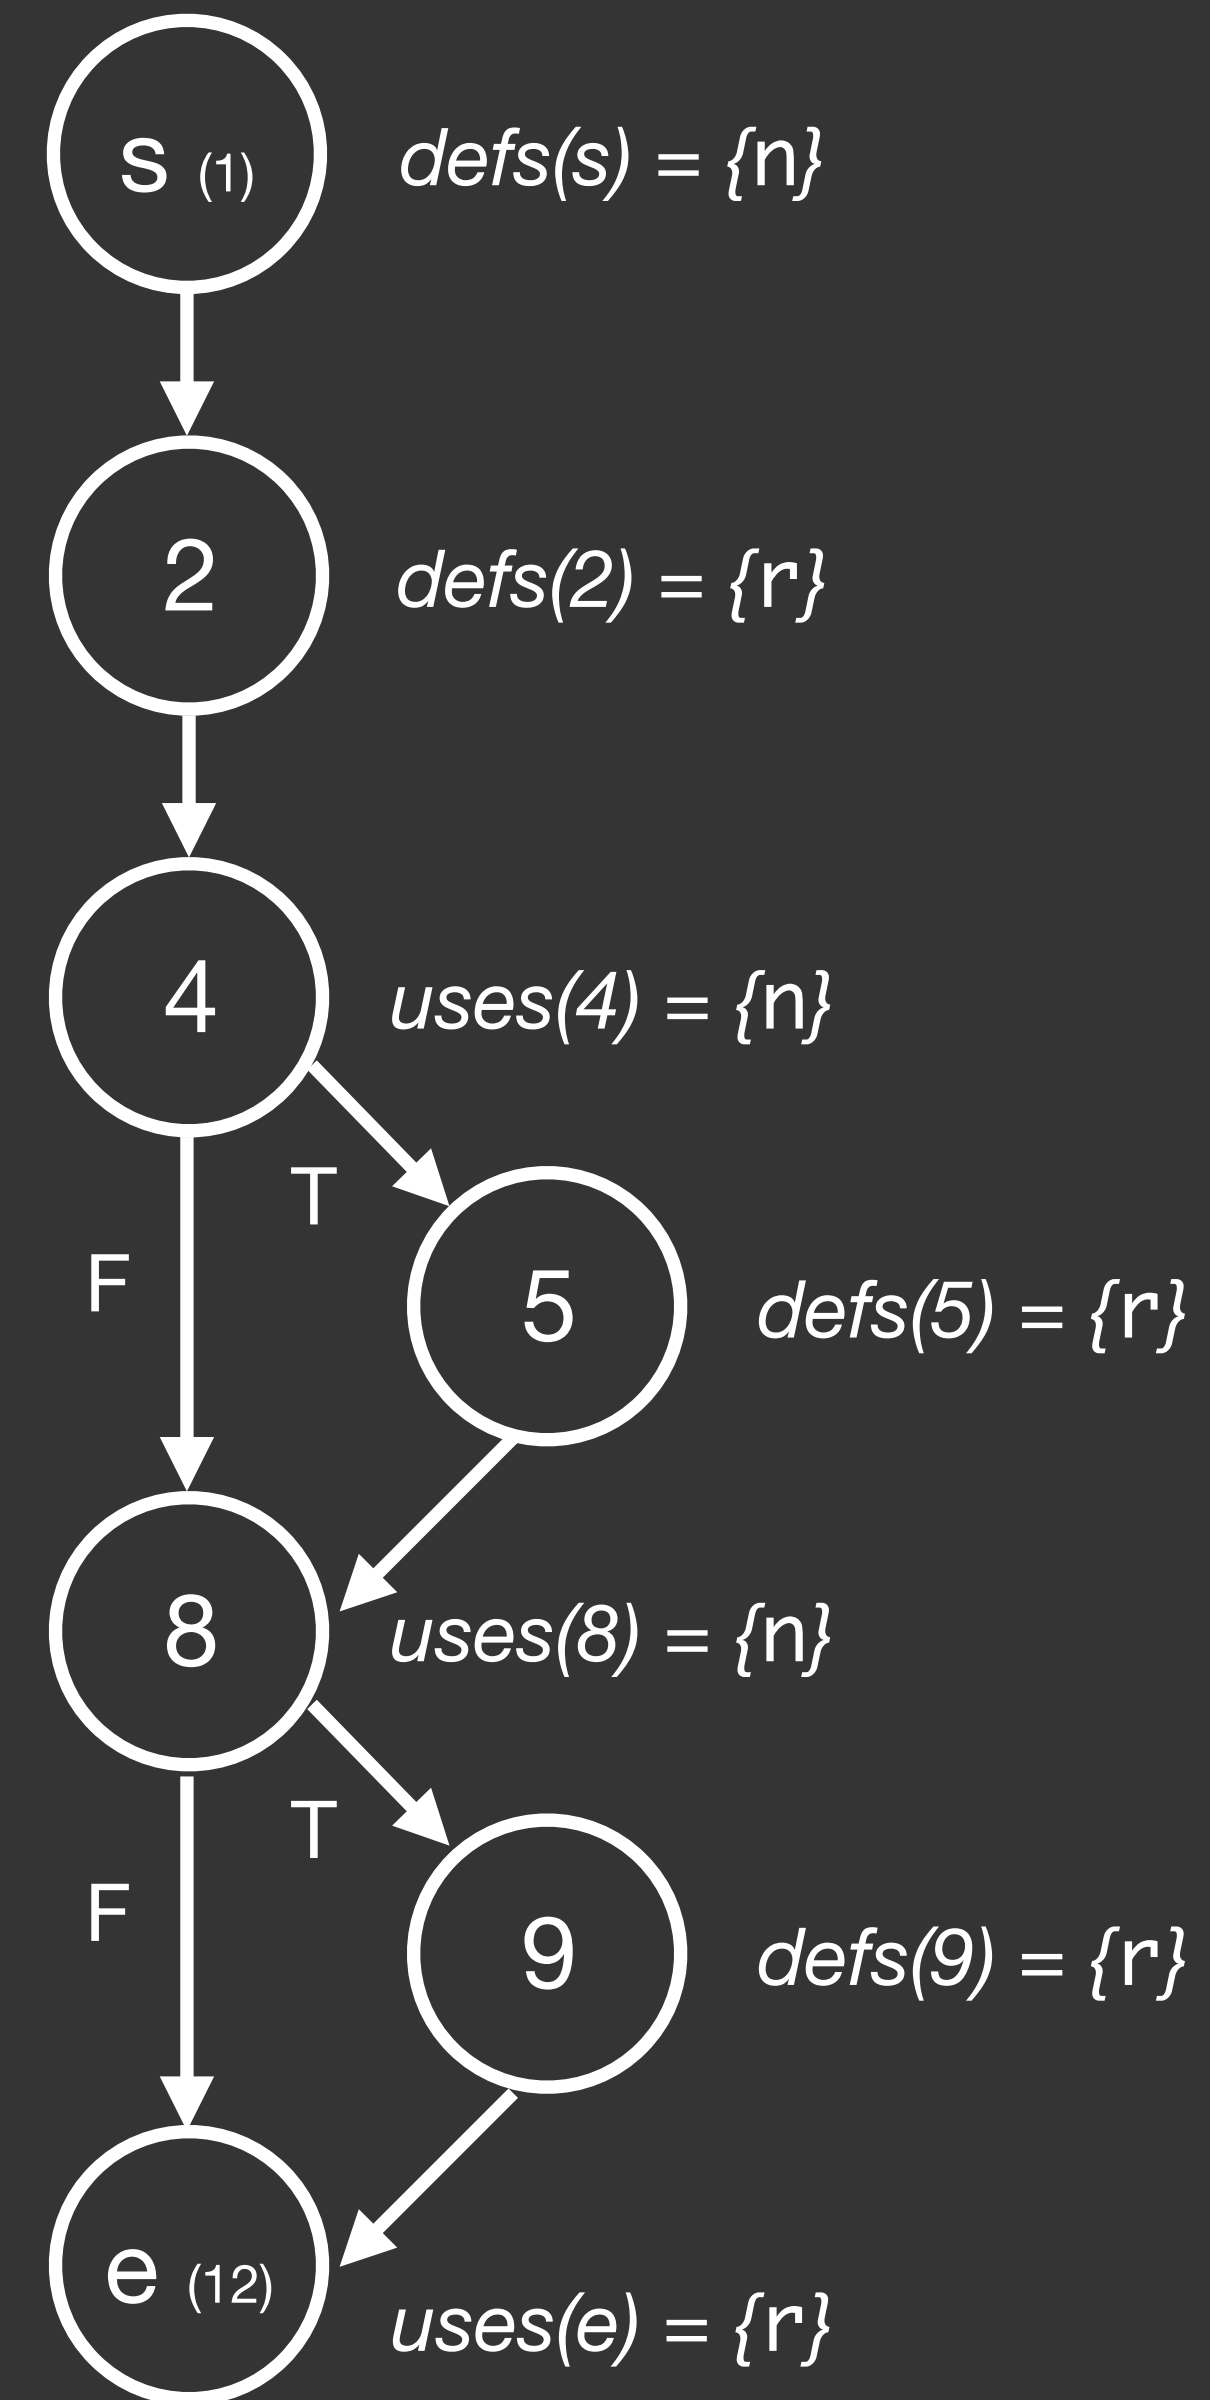 s (1) defs(s) = {n}
2 defs(2) = {r}
4 uses(4) = {n}
T
F
5 defs(5) = {r}
8 uses(8) = {n}
T
F
9 defs(9) = {r}
e (12) uses(e) = {r}